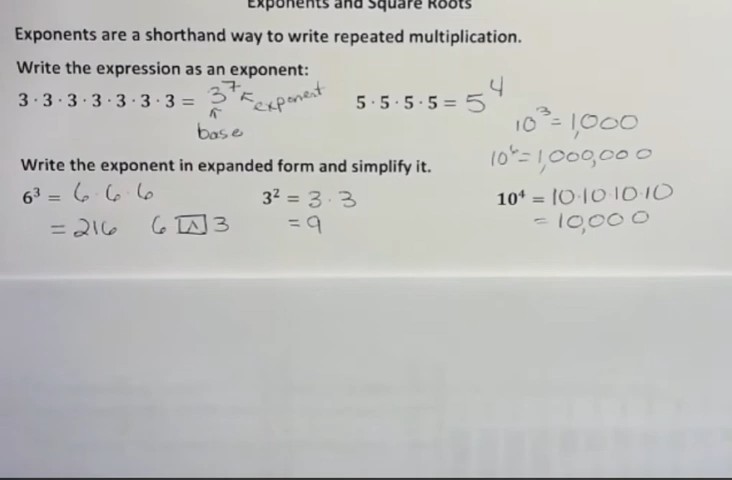 Exponents and Square Roots
Exponents are a shorthand way to write repeated multiplication.
Write the expression as an exponent:
3 · 3 · 3 · 3 · 3 · 3 · 3 = 3⁷ exponent
base
5 · 5 · 5 · 5 = 5⁴
10³ = 1,000
10⁶ = 1,000,000
Write the exponent in expanded form and simplify it.
6³ = 6 · 6 · 6
= 216 6 ^ 3
3² = 3 · 3
= 9
10⁴ = 10·10·10·10
= 10,000